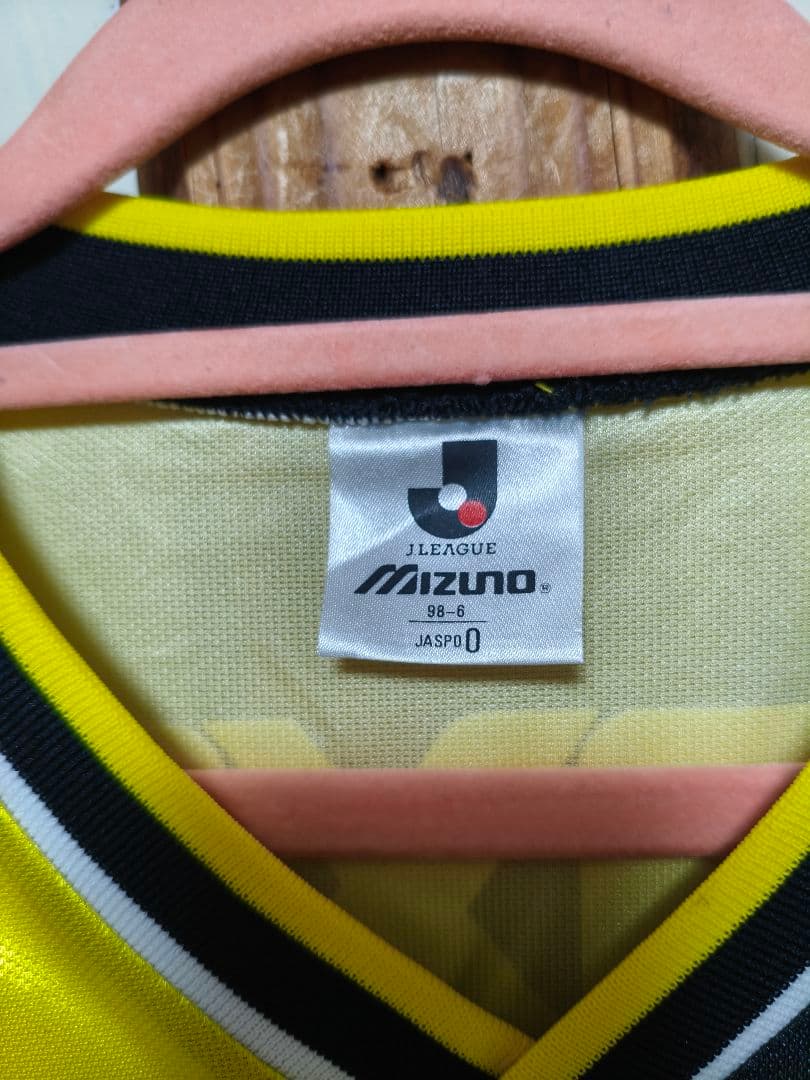 J.LEAGUE
MIZUNO
98-6
JASPO O